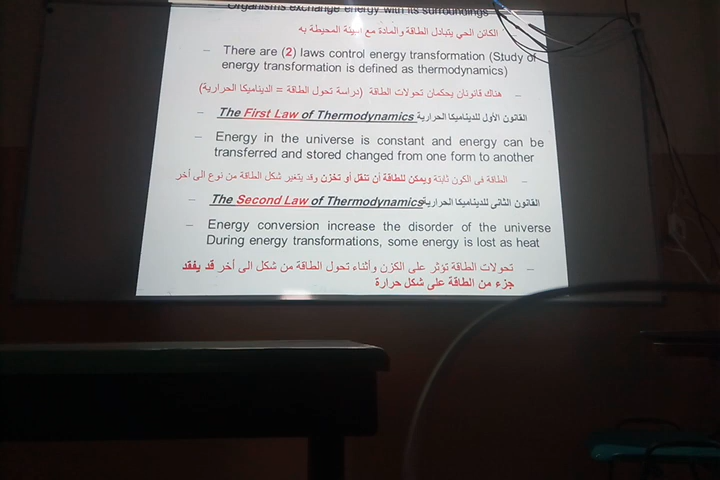 Organisms exchange energy with its surroundings
الكائن الحي يتبادل الطاقة والمادة مع البيئة المحيطة به
– There are (2) laws control energy transformation (Study of
energy transformation is defined as thermodynamics)
– هناك قانونان يحكمان تحولات الطاقة (دراسة تحول الطاقة = الديناميكا الحرارية)
– The First Law of Thermodynamics القانون الأول للديناميكا الحرارية
– Energy in the universe is constant and energy can be
transferred and stored changed from one form to another
– الطاقة فى الكون ثابتة ويمكن للطاقة أن تنقل أو تخزن وقد يتغير شكل الطاقة من نوع الى أخر
– The Second Law of Thermodynamics القانون الثانى للديناميكا الحرارية
– Energy conversion increase the disorder of the universe
During energy transformations, some energy is lost as heat
– تحولات الطاقة تؤثر على الكزن وأثناء تحول الطاقة من شكل الى أخر قد يفقد
جزء من الطاقة على شكل حرارة